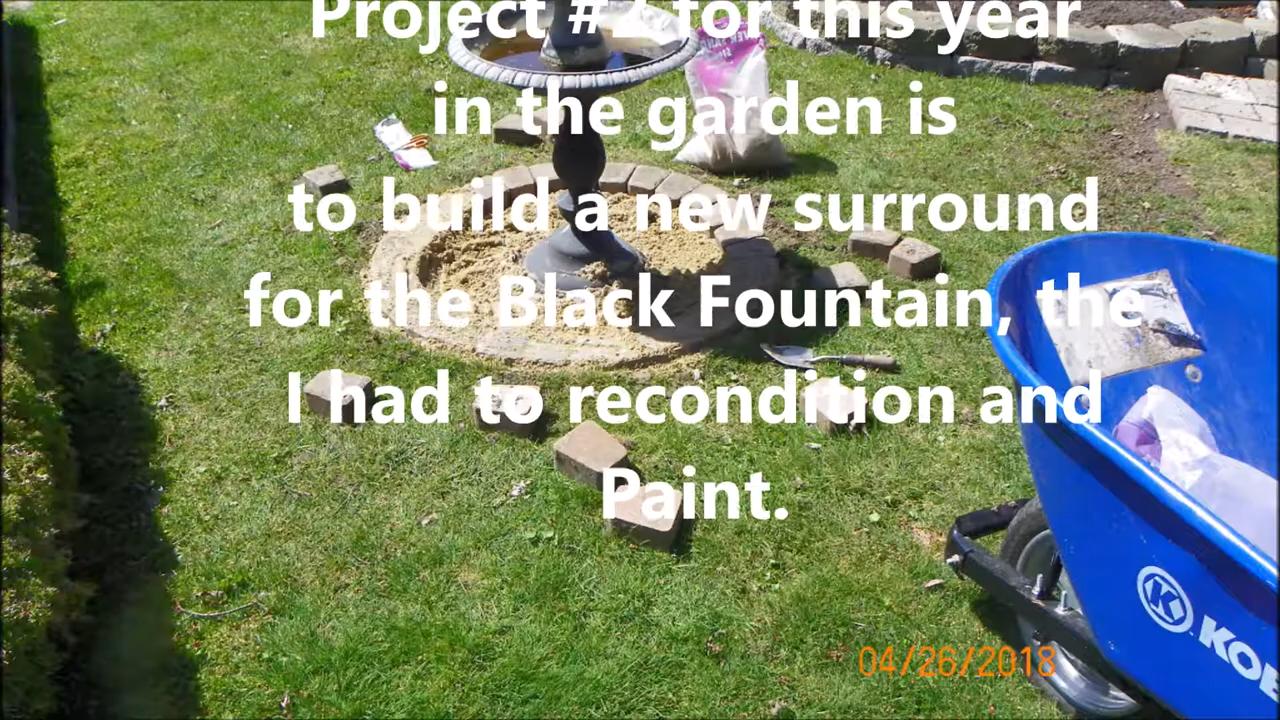 Project #2 for this year
in the garden is
to build a new surround
for the Black Fountain, the
I had to recondition and
Paint.
04/26/2018
K